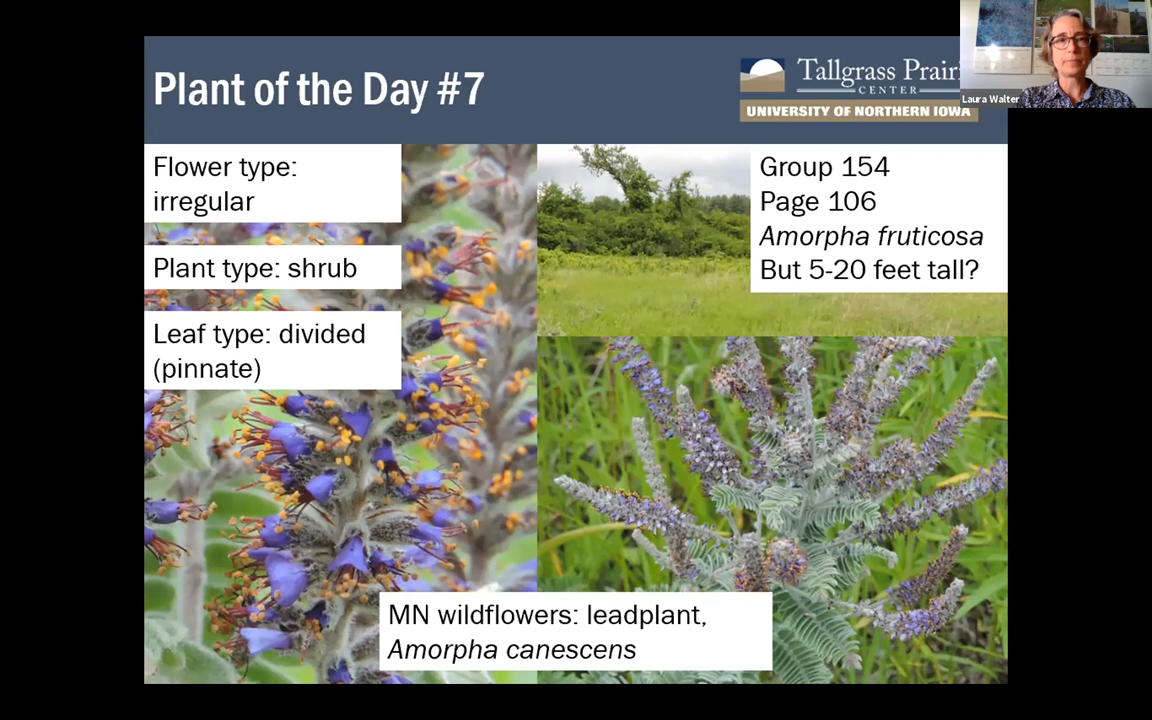 Plant of the Day #7
Tallgrass
CENTER
UNIVERSITY OF NORTHERN IOWA
Laura Walter
Flower type:
irregular
Plant type: shrub
Leaf type: divided
(pinnate)
Group 154
Page 106
Amorpha fruticosa
But 5-20 feet tall?
MN wildflowers: leadplant,
Amorpha canescens